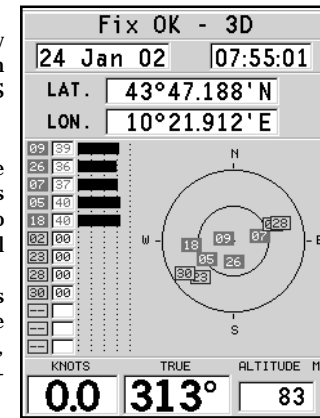 Fix OK - 3D
24 Jan 02 07:55:01
LAT. 43°47.188'N
LON. 10°21.912'E
09 39
26 36
07 37
05 40
18 40
02 00
23 00
28 00
30 00
--
--
--
N
28
W 18 09 07 E
05 26
30 23
S
KNOTS TRUE ALTITUDE M
0.0 313° 83